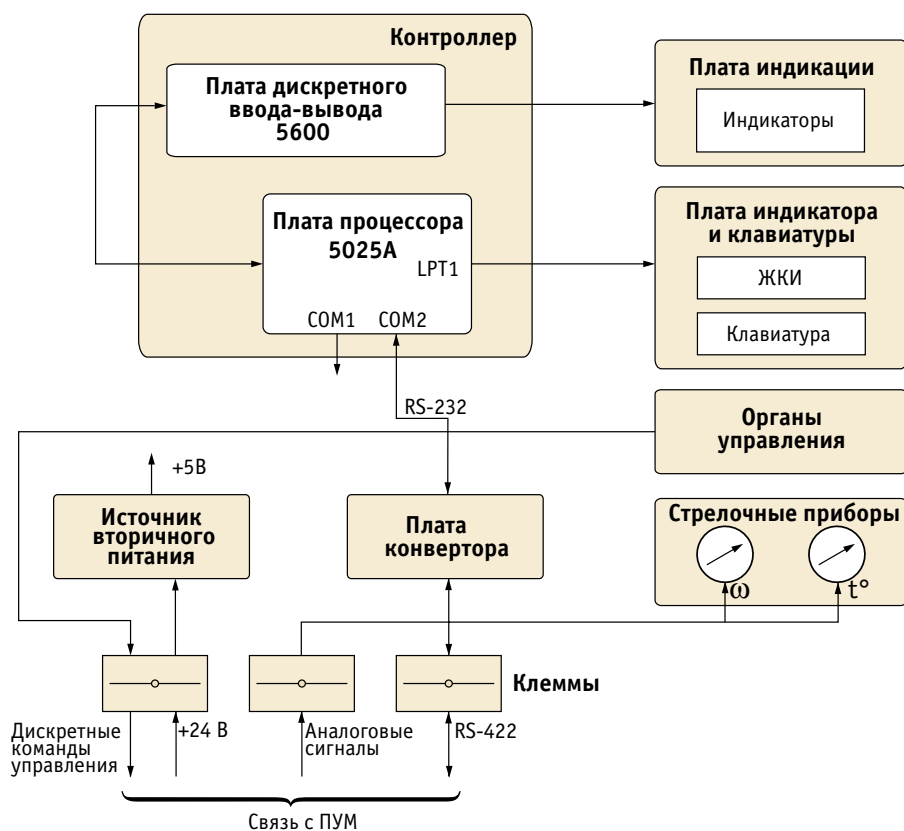 Контроллер
Плата дискретного
ввода-вывода
5600
Плата процессора
5025А
LPT1
COM1
COM2
Плата индикации
Индикаторы
Плата индикатора
и клавиатуры
ЖКИ
Клавиатура
RS-232
Органы
управления
+5В
Источник
вторичного
питания
Плата
конвертора
Стрелочные приборы
ω
t°
Клеммы
Дискретные
команды
управления
+24 В
Аналоговые
сигналы
RS-422
Связь с ПУМ